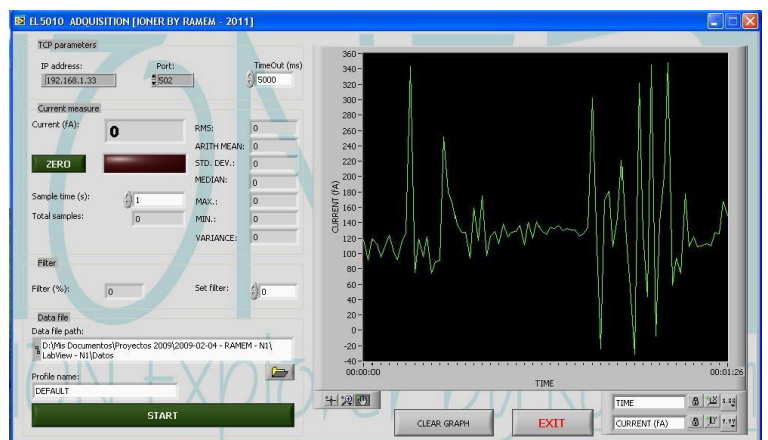 EL5010 ADQUISITION [IONER BY RAMEM - 2011]
TCP parameters
IP address:
Port:
TimeOut (ms)
192.168.1.33
502
5000
Current measure
Current (fA):
0
ZERO
Sample time (s):
1
Total samples:
0
RMS:
0
ARITH MEAN:
0
STD. DEV.:
0
MEDIAN:
0
MAX.:
0
MIN.:
0
VARIANCE:
0
Filter
Filter (%):
0
Set filter:
0
Data file
Data file path:
D:\Mis Documentos\Proyectos 2009\2009-02-04 - RAMEM - N1\
LabView - N1\Datos
Profile name:
DEFAULT
START
360
340
320
300
280
260
240
220
200
180
160
140
120
100
80
60
40
20
0
-20
-40
CURRENT (FA)
00:00:00
00:01:26
TIME
CLEAR GRAPH
EXIT
TIME
CURRENT (FA)